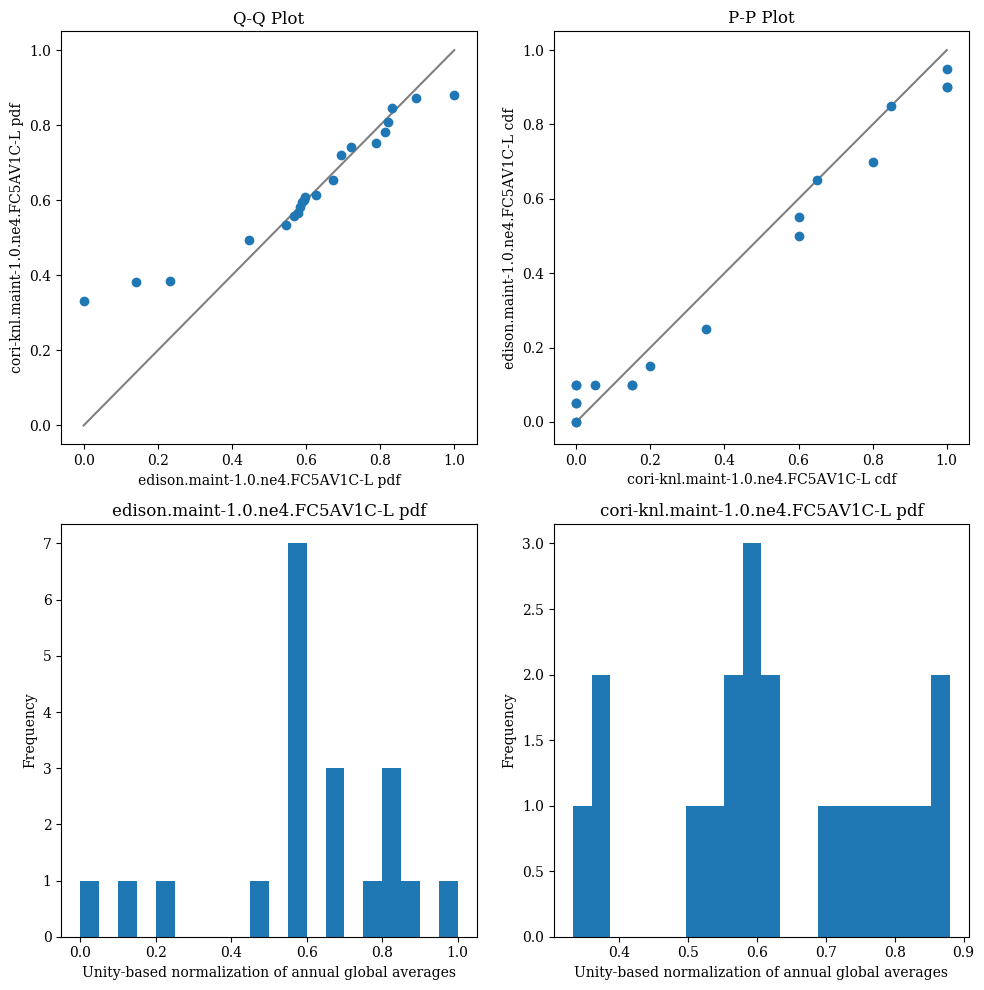 Q-Q Plot
1.0
0.8
0.6
0.4
0.2
0.0
cori-knl.maint-1.0.ne4.FC5AV1C-L pdf
0.0 0.2 0.4 0.6 0.8 1.0
edison.maint-1.0.ne4.FC5AV1C-L pdf
P-P Plot
1.0
0.8
0.6
0.4
0.2
0.0
edison.maint-1.0.ne4.FC5AV1C-L cdf
0.0 0.2 0.4 0.6 0.8 1.0
cori-knl.maint-1.0.ne4.FC5AV1C-L cdf
edison.maint-1.0.ne4.FC5AV1C-L pdf
7
6
5
4
3
2
1
0
Frequency
0.0 0.2 0.4 0.6 0.8 1.0
Unity-based normalization of annual global averages
cori-knl.maint-1.0.ne4.FC5AV1C-L pdf
3.0
2.5
2.0
1.5
1.0
0.5
0.0
Frequency
0.4 0.5 0.6 0.7 0.8 0.9
Unity-based normalization of annual global averages